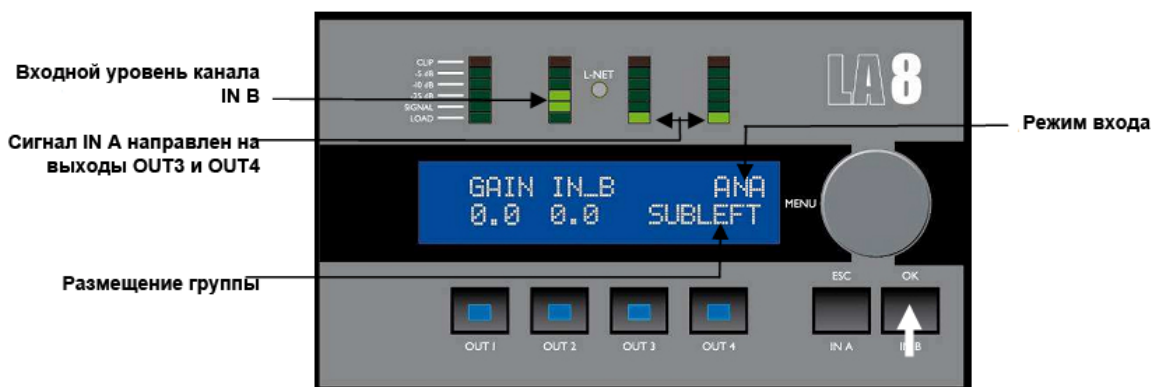 Входной уровень канала
IN B
Сигнал IN A направлен на
выходы OUT3 и OUT4
Размещение группы
Режим входа
CLIP
-5 dB
-10 dB
-25 dB
SIGNAL
LOAD
L-NET
LA8
GAIN IN_B ANA
0.0 0.0 SUBLEFT
MENU
ESC OK
OUT 1 OUT 2 OUT 3 OUT 4 IN A IN B